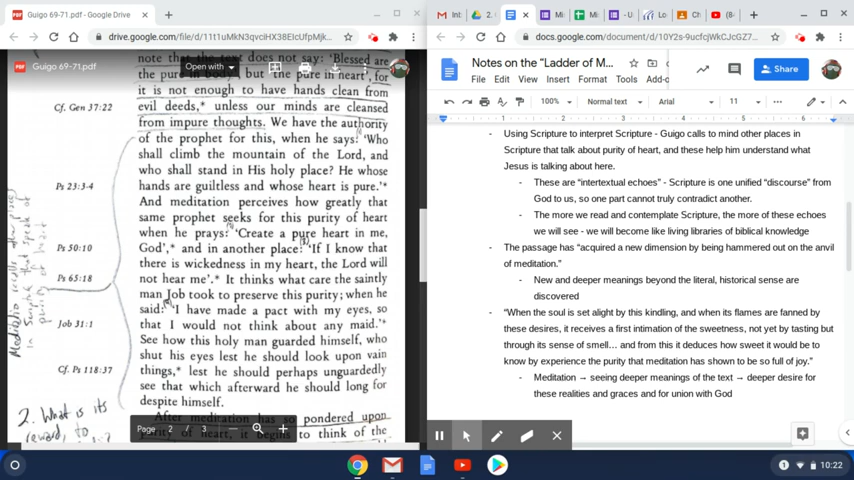 Guigo 69-71.pdf - Google Drive
drive.google.com/file/d/11t1uMkN3qvciHX38EIcUfpMjk...
Guigo 69-71.pdf
Open with
note that the text does not say: 'Blessed are
the pure in body', but 'the pure in heart', for
it is not enough to have hands clean from
evil deeds,* unless our minds are cleansed
from impure thoughts. We have the authority
of the prophet for this, when he says: 'Who
shall climb the mountain of the Lord, and
who shall stand in His holy place? He whose
hands are guiltless and whose heart is pure.'*
And meditation perceives how greatly that
same prophet seeks for this purity of heart
when he prays: 'Create a pure heart in me,
God',* and in another place: 'If I know that
there is wickedness in my heart, the Lord will
not hear me'.* It thinks what care the saintly
man Job took to preserve this purity; when he
said: 'I have made a pact with my eyes, so
that I would not think about any maid.'*
See how this holy man guarded himself, who
shut his eyes lest he should look upon vain
things,* lest he should perhaps unguardedly
see that which afterward he should long for
despite himself.
After meditation has so pondered upon
purity of heart, it begins to think of the
Cf. Gen 37:22
Ps 23:3-4
Ps 50:10
Ps 65:18
Job 31:1
Cf. Ps 118:37
Meditatio recalls other places
in Scripture that speak of
purity of heart
2. What is its
reward, to
Page 2 / 3
Int
2. 
Mi
- U
Lo
Ch
(8
docs.google.com/document/d/10Y2s-9ucfcjWkCJcGZ7...
Notes on the "Ladder of M...
File Edit View Insert Format Tools Add-o
Share
100% Normal text Arial 11
- Using Scripture to interpret Scripture - Guigo calls to mind other places in
Scripture that talk about purity of heart, and these help him understand what
Jesus is talking about here.
- These are “intertextual echoes” - Scripture is one unified “discourse” from
God to us, so one part cannot truly contradict another.
- The more we read and contemplate Scripture, the more of these echoes
we will see - we will become like living libraries of biblical knowledge
- The passage has “acquired a new dimension by being hammered out on the anvil
of meditation.”
- New and deeper meanings beyond the literal, historical sense are
discovered
- “When the soul is set alight by this kindling, and when its flames are fanned by
these desires, it receives a first intimation of the sweetness, not yet by tasting but
through its sense of smell… and from this it deduces how sweet it would be to
know by experience the purity that meditation has shown to be so full of joy.”
- Meditation → seeing deeper meanings of the text → deeper desire for
these realities and graces and for union with God
1 10:22